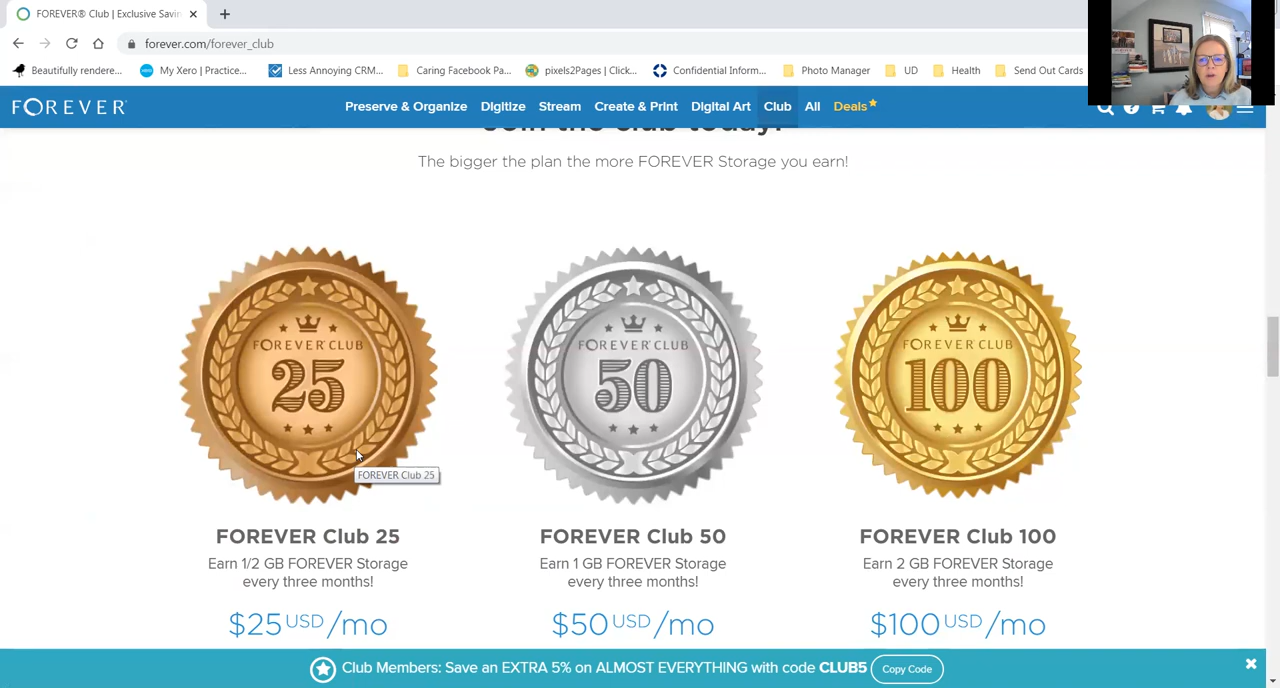 FOREVER® Club | Exclusive Savin
forever.com/forever_club
Beautifully rendere...
My Xero | Practice...
Less Annoying CRM...
Caring Facebook Pa...
pixels2Pages | Click...
Confidential Inform...
Photo Manager
UD
Health
Send Out Cards
FOREVER
Preserve & Organize
Digitize
Stream
Create & Print
Digital Art
Club
All
Deals
Join the club today!
The bigger the plan the more FOREVER Storage you earn!
FOREVER CLUB
25
FOREVER CLUB
50
FOREVER CLUB
100
FOREVER Club 25
FOREVER Club 25
Earn 1/2 GB FOREVER Storage
every three months!
$25 USD/mo
FOREVER Club 50
Earn 1 GB FOREVER Storage
every three months!
$50 USD/mo
FOREVER Club 100
Earn 2 GB FOREVER Storage
every three months!
$100 USD/mo
Club Members: Save an EXTRA 5% on ALMOST EVERYTHING with code CLUB5
Copy Code